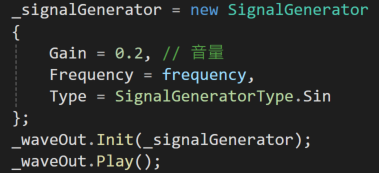 _signalGenerator = new SignalGenerator
{
    Gain = 0.2, // 音量
    Frequency = frequency,
    Type = SignalGeneratorType.Sin
};
_waveOut.Init(_signalGenerator);
_waveOut.Play();